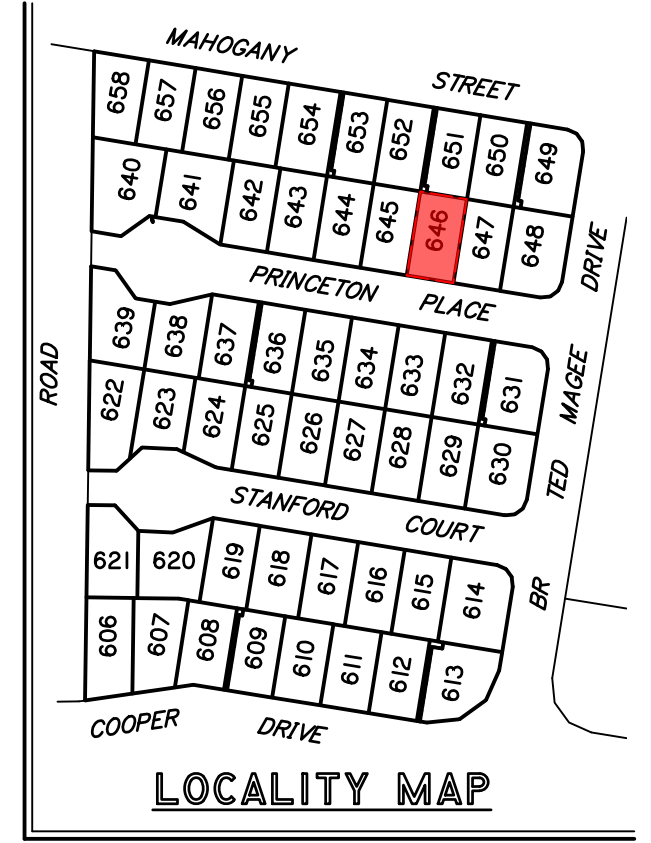 MAHOGANY STREET
658 657 656 655 654 653 652 651 650 649
640 641 642 643 644 645 646 647 648
DRIVE
PRINCETON PLACE
639 638 637 636 635 634 633 632 631
ROAD
MAGEE
622 623 624 625 626 627 628 629 630
TED
STANFORD COURT
621 620 619 618 617 616 615 614
BR
606 607 608 609 610 611 612 613
COOPER DRIVE
LOCALITY MAP